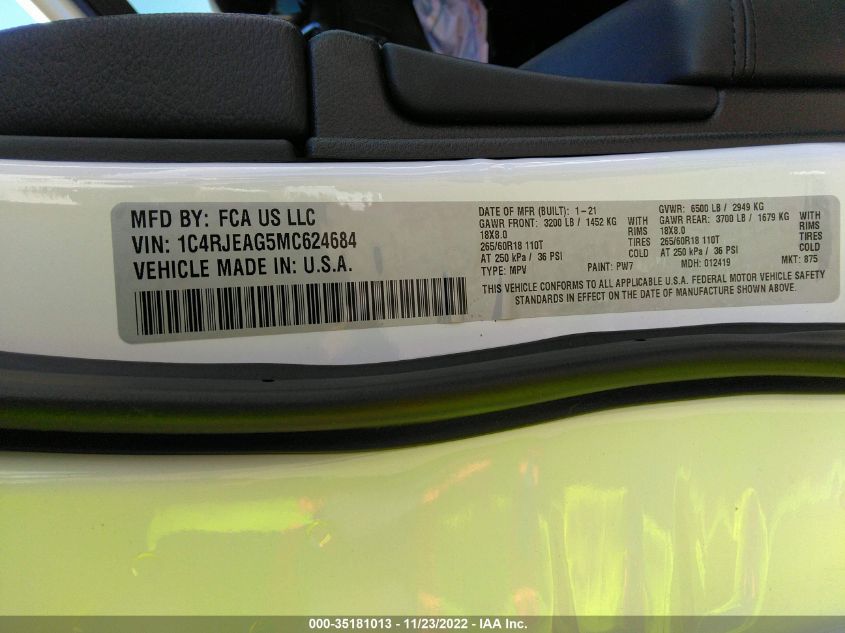 MFD BY: FCA US LLC
VIN: 1C4RJEAG5MC624684
VEHICLE MADE IN: U.S.A.
DATE OF MFR (BUILT): 1-21 GVWR: 6500 LB / 2949 KG
GAWR FRONT: 3200 LB / 1452 KG WITH GAWR REAR: 3700 LB / 1679 KG WITH
18X8.0 RIMS 18X8.0 RIMS
265/60R18 110T TIRES 265/60R18 110T TIRES
AT 250 kPa / 36 PSI COLD AT 250 kPa / 36 PSI COLD
TYPE: MPV PAINT: PW7 MDH: 012419 MKT: 875
THIS VEHICLE CONFORMS TO ALL APPLICABLE U.S.A. FEDERAL MOTOR VEHICLE SAFETY
STANDARDS IN EFFECT ON THE DATE OF MANUFACTURE SHOWN ABOVE.
000-35181013 - 11/23/2022 - IAA Inc.